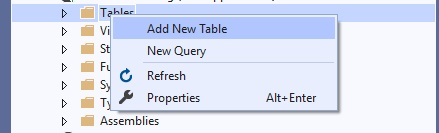 Tables
Add New Table
New Query
Refresh
Properties Alt+Enter
Assemblies